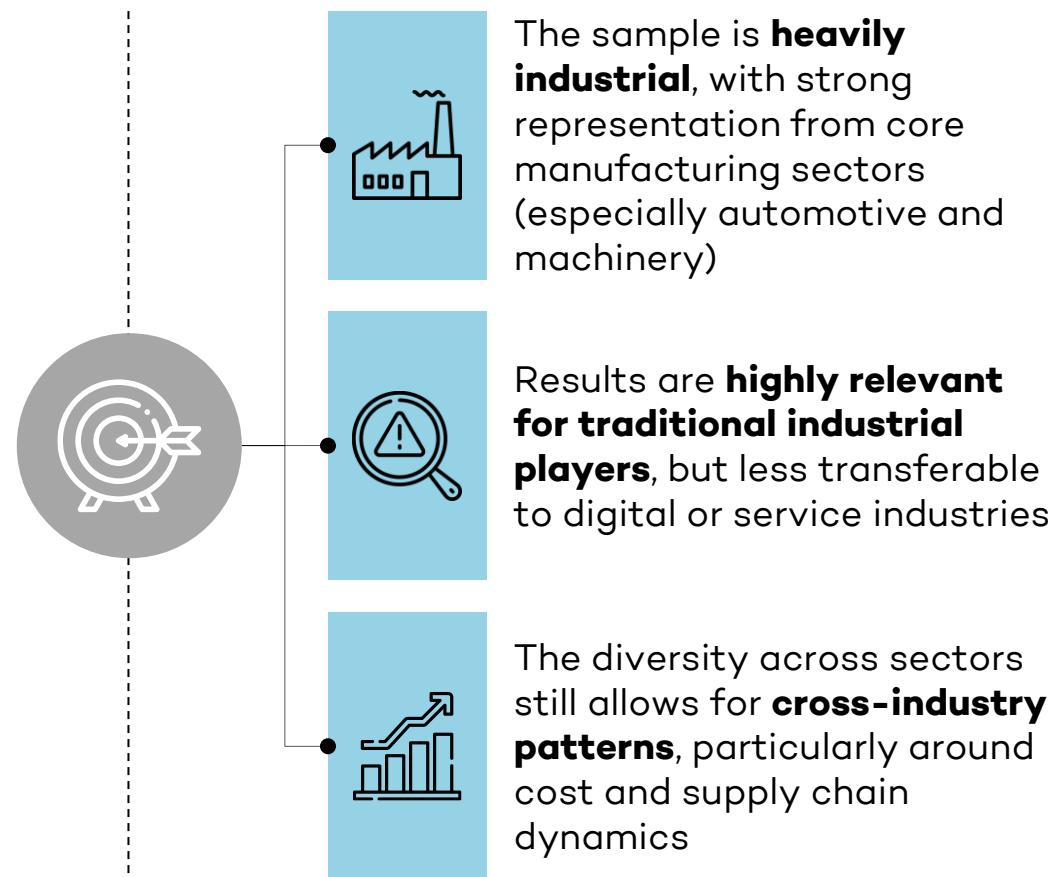 The sample is heavily
industrial, with strong
representation from core
manufacturing sectors
(especially automotive and
machinery)
Results are highly relevant
for traditional industrial
players, but less transferable
to digital or service industries
The diversity across sectors
still allows for cross-industry
patterns, particularly around
cost and supply chain
dynamics